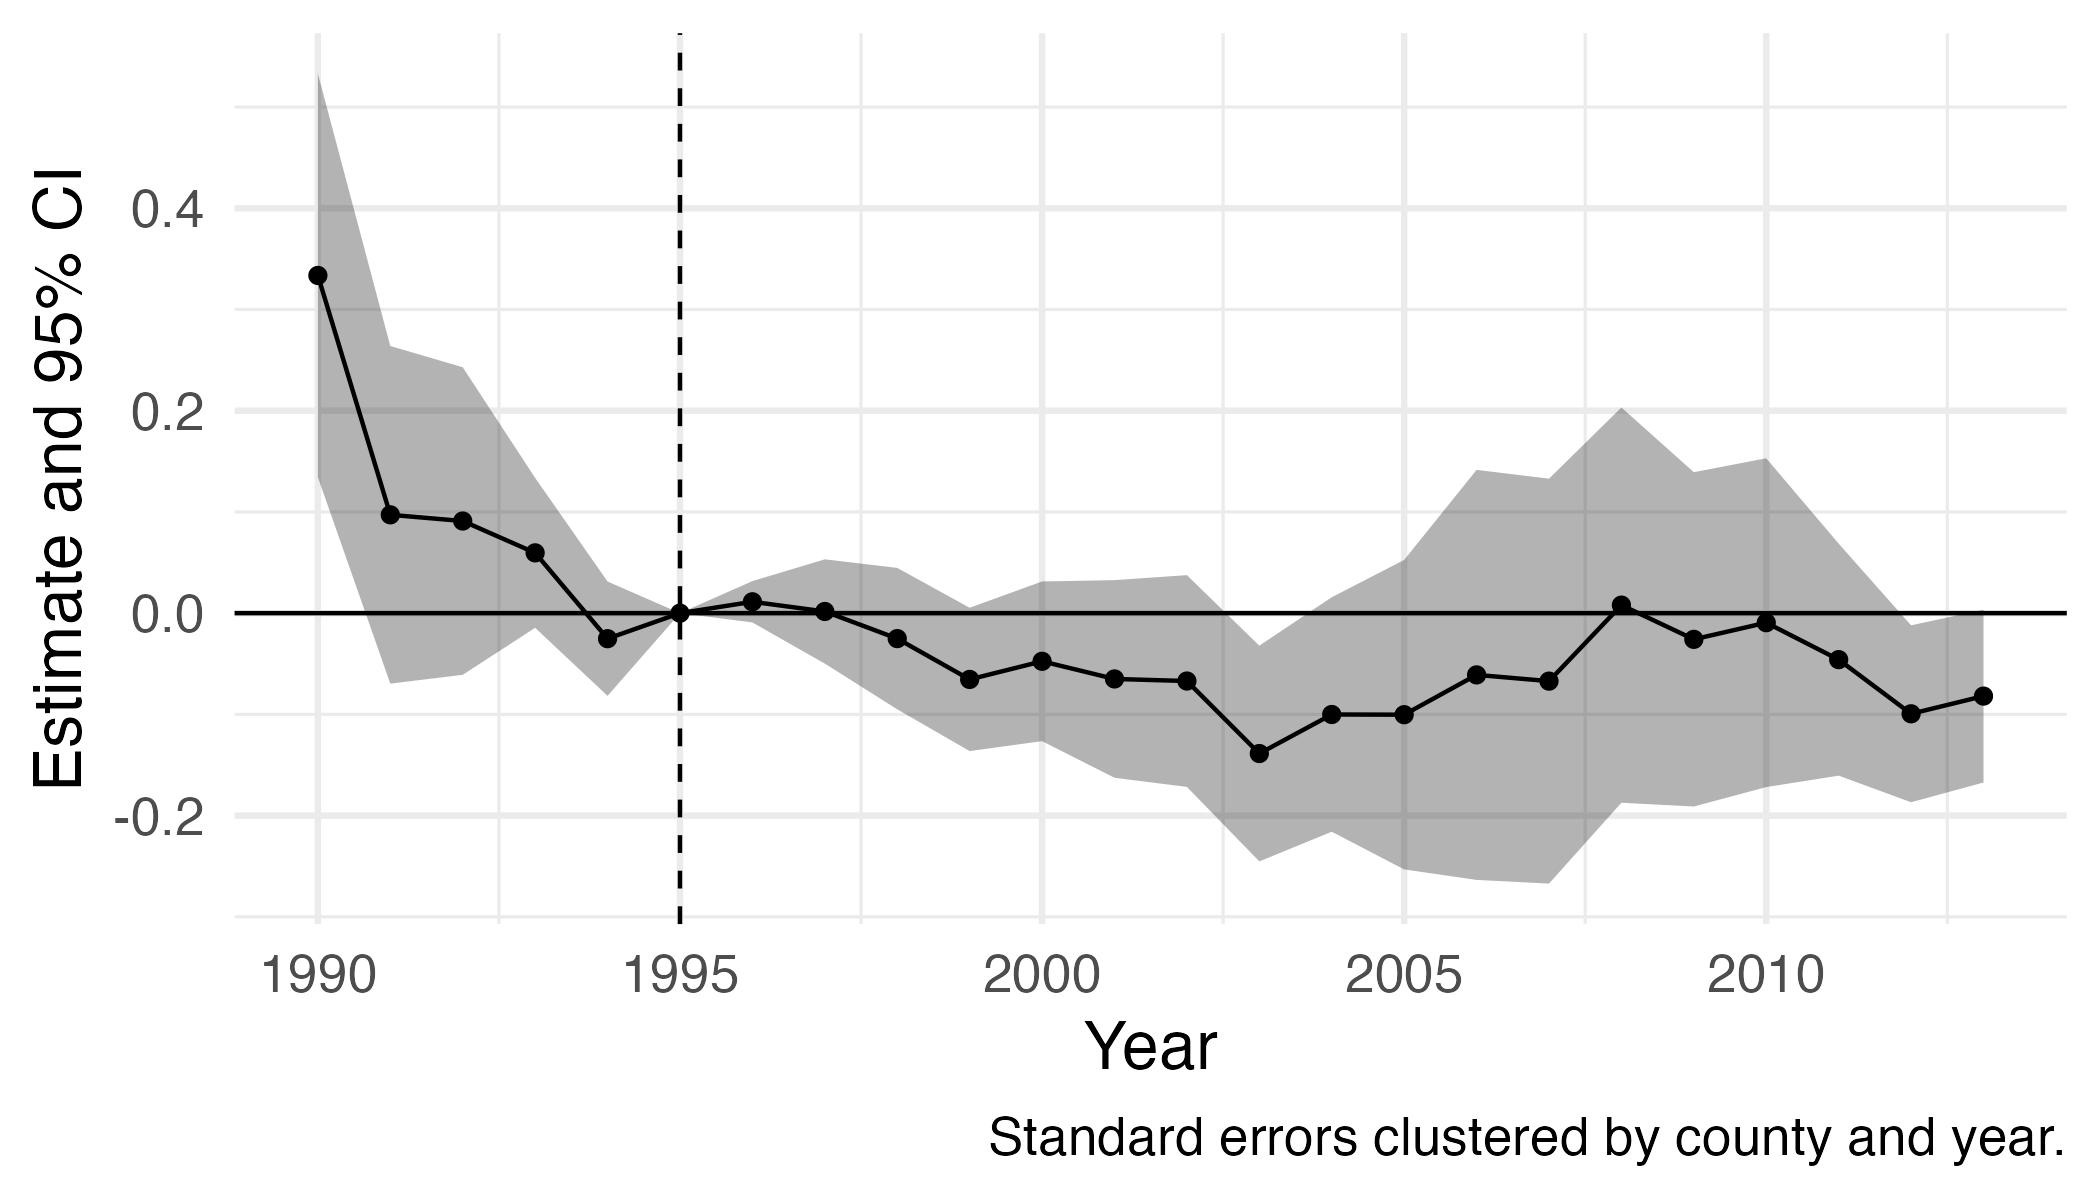 Estimate and 95% CI
0.4
0.2
0.0
-0.2
1990 1995 2000 2005 2010
Year
Standard errors clustered by county and year.